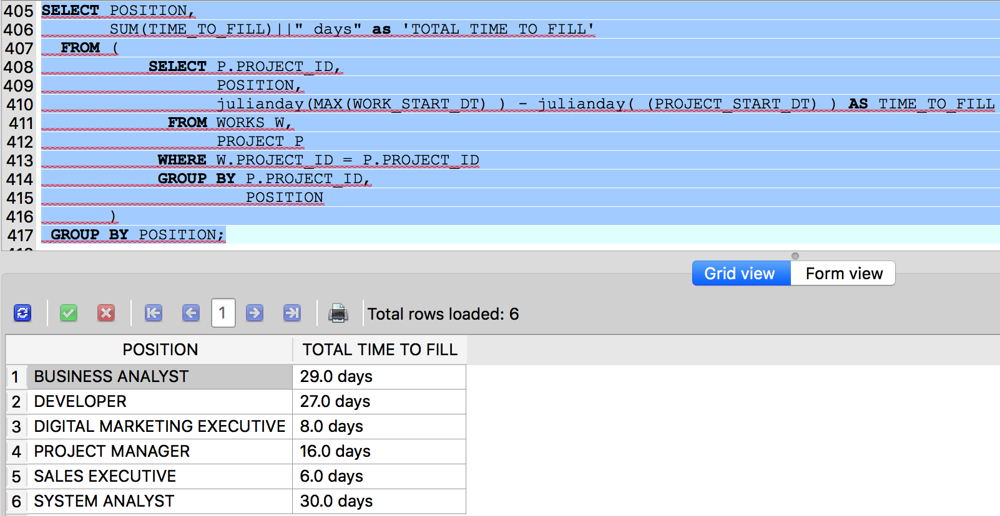 405 SELECT POSITION,
406 SUM(TIME_TO_FILL)||" days" as 'TOTAL TIME TO FILL'
407 FROM (
408 SELECT P.PROJECT_ID,
409 POSITION,
410 julianday(MAX(WORK_START_DT) ) - julianday( (PROJECT_START_DT) ) AS TIME_TO_FILL
411 FROM WORKS W,
412 PROJECT P
413 WHERE W.PROJECT_ID = P.PROJECT_ID
414 GROUP BY P.PROJECT_ID,
415 POSITION
416 )
417 GROUP BY POSITION;
Grid view Form view
1 Total rows loaded: 6
POSITION TOTAL TIME TO FILL
1 BUSINESS ANALYST 29.0 days
2 DEVELOPER 27.0 days
3 DIGITAL MARKETING EXECUTIVE 8.0 days
4 PROJECT MANAGER 16.0 days
5 SALES EXECUTIVE 6.0 days
6 SYSTEM ANALYST 30.0 days